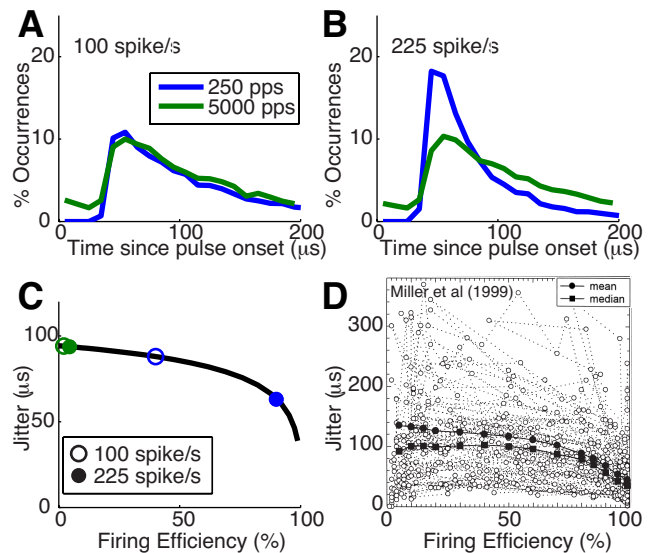 A
100 spike/s
250 pps
5000 pps
% Occurrences
20
10
0
0
100
200
Time since pulse onset (μs)
B
225 spike/s
% Occurrences
20
10
0
0
100
200
Time since pulse onset (μs)
C
Jitter (μs)
100
50
0
0
50
100
100 spike/s
225 spike/s
Firing Efficiency (%)
D
Miller et al (1999)
mean
median
Jitter (μs)
300
200
100
0
0
50
100
Firing Efficiency (%)